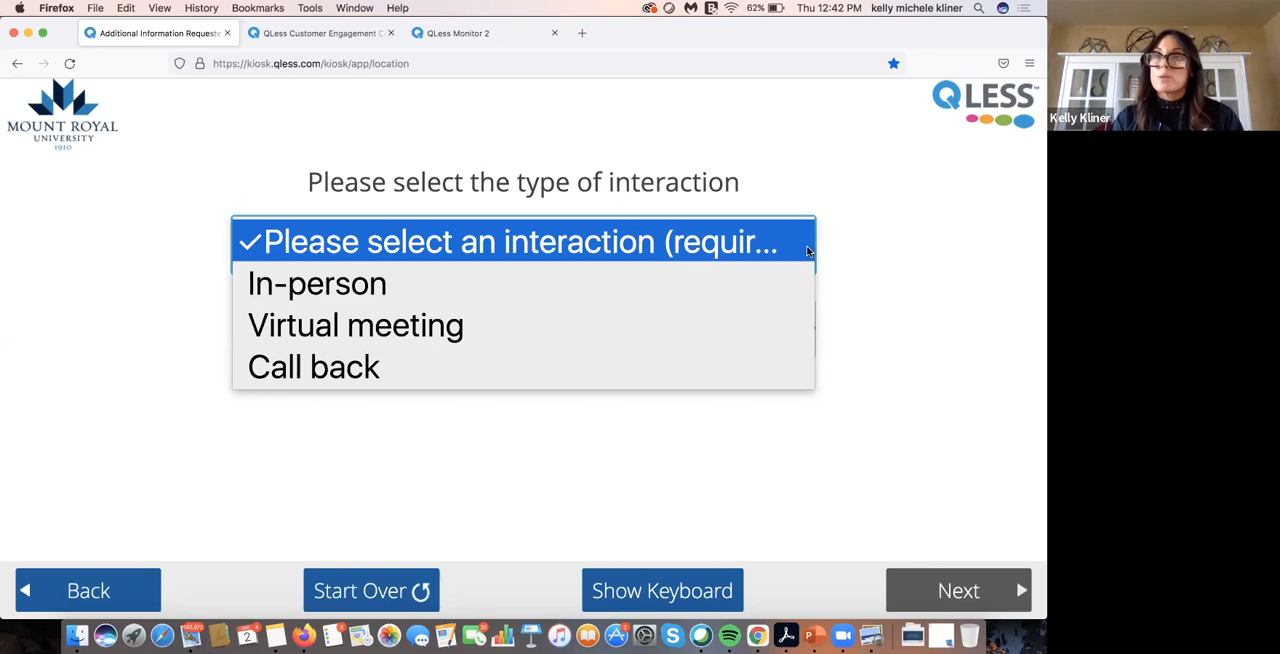 Firefox File Edit View History Bookmarks Tools Window Help 62% Thu 12:42 PM kelly michele kliner
Additional Information Requeste QLess Customer Engagement QLess Monitor 2
https://kiosk.qless.com/kiosk/app/location
Kelly Kliner
MOUNT ROYAL
UNIVERSITY
1910
QLESS™
Please select the type of interaction
Please select an interaction (requir...
In-person
Virtual meeting
Call back
Back Start Over Show Keyboard Next